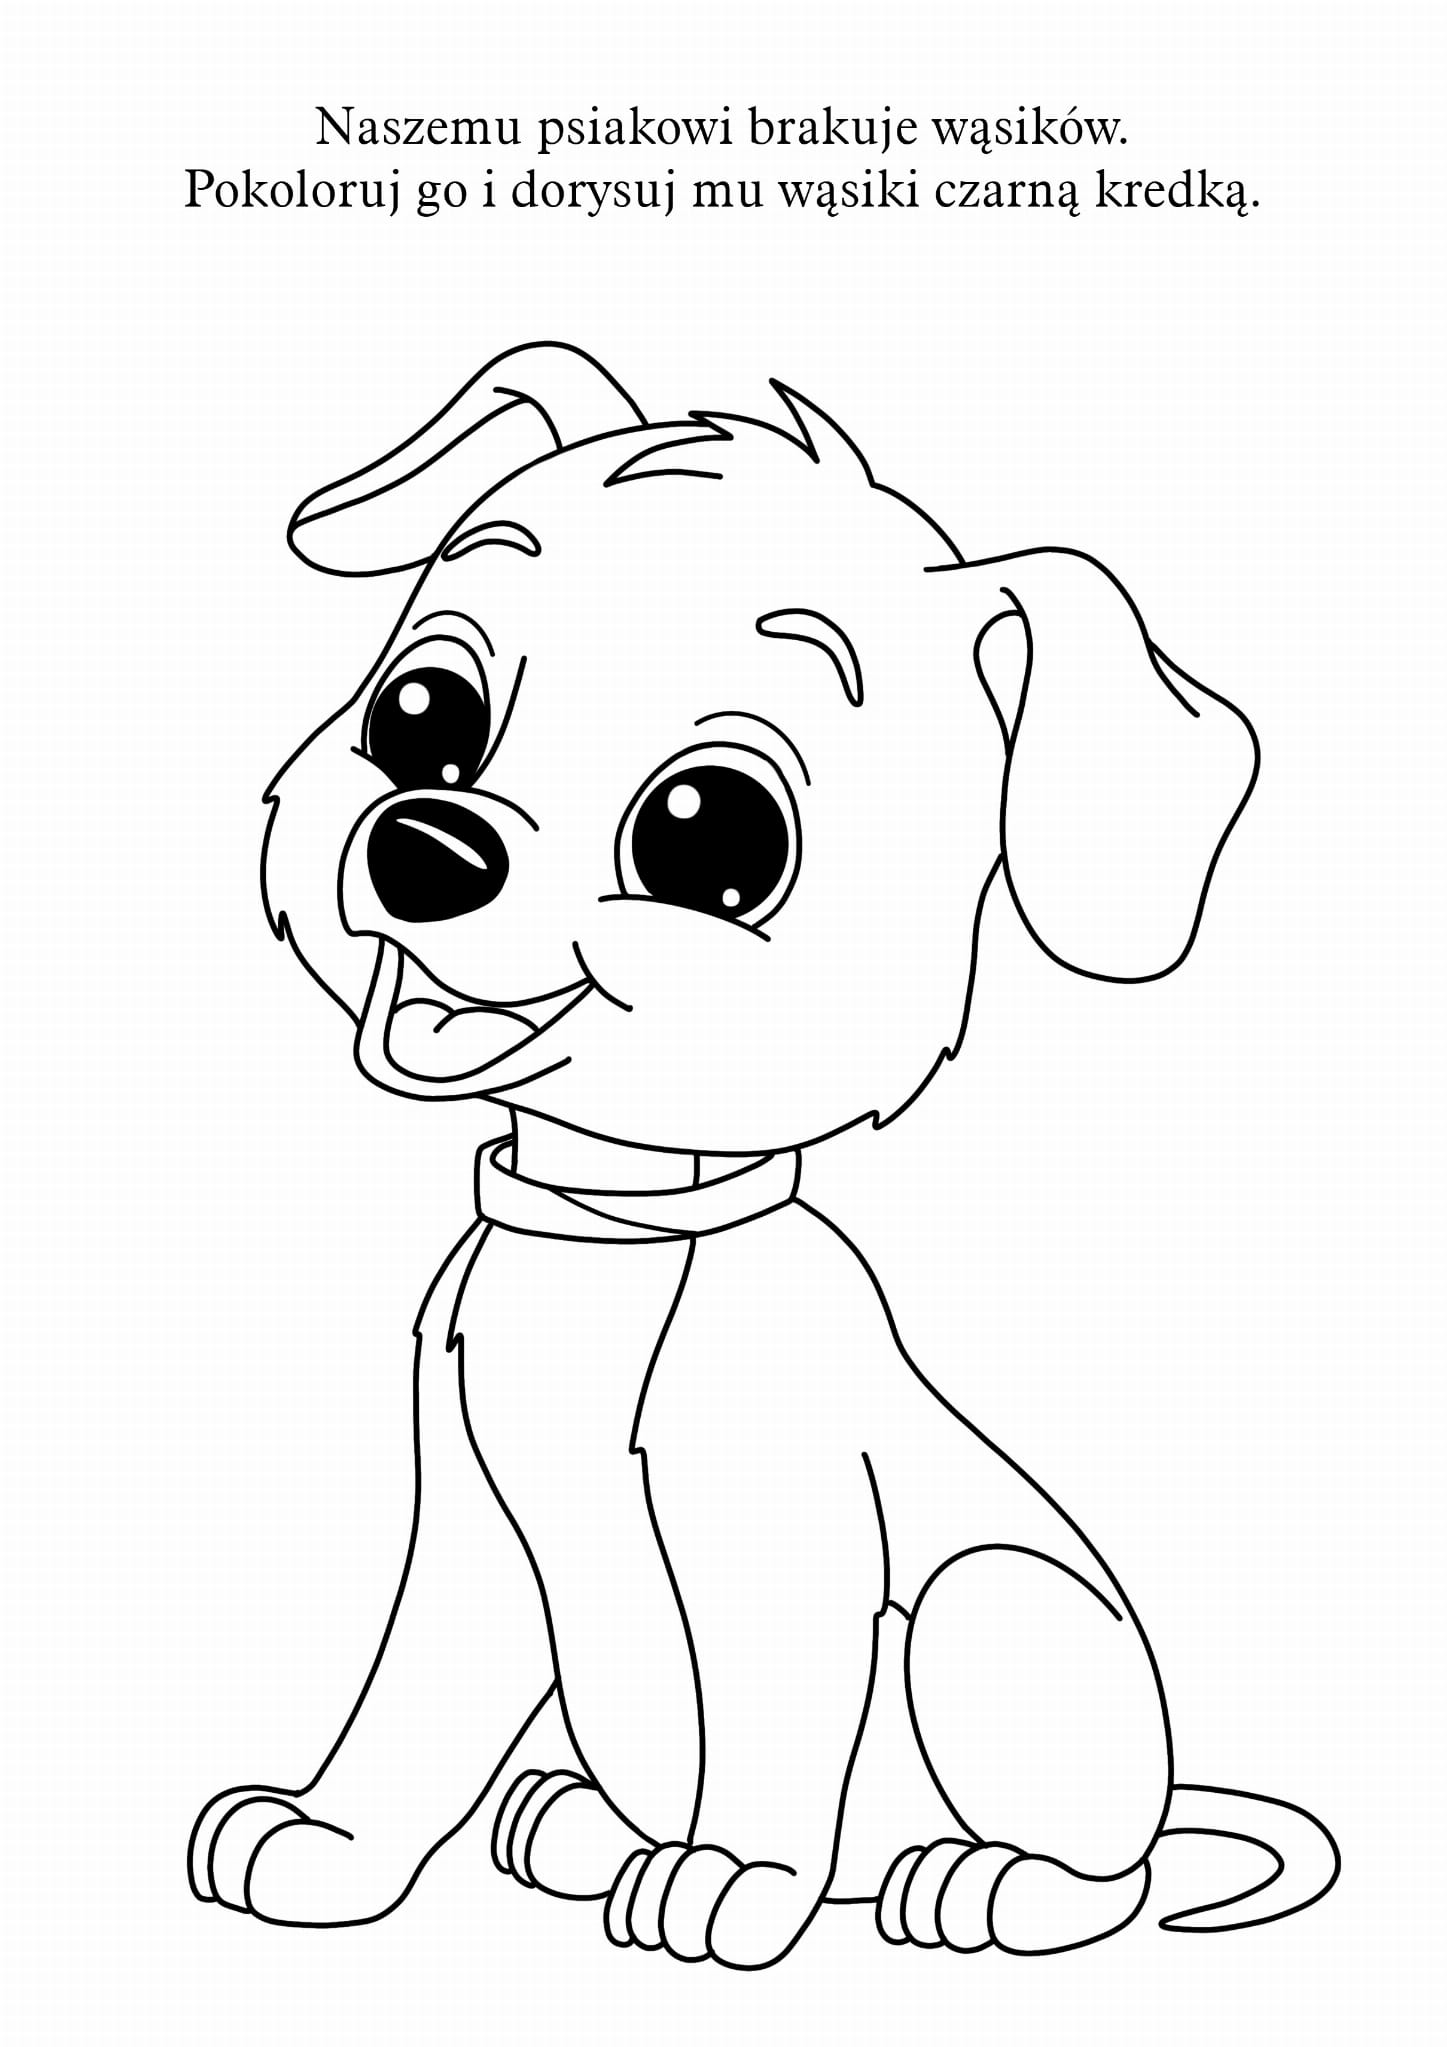 Naszemu psiakowi brakuje wąsików.
Pokoloruj go i dorysuj mu wąsiki czarną kredką.